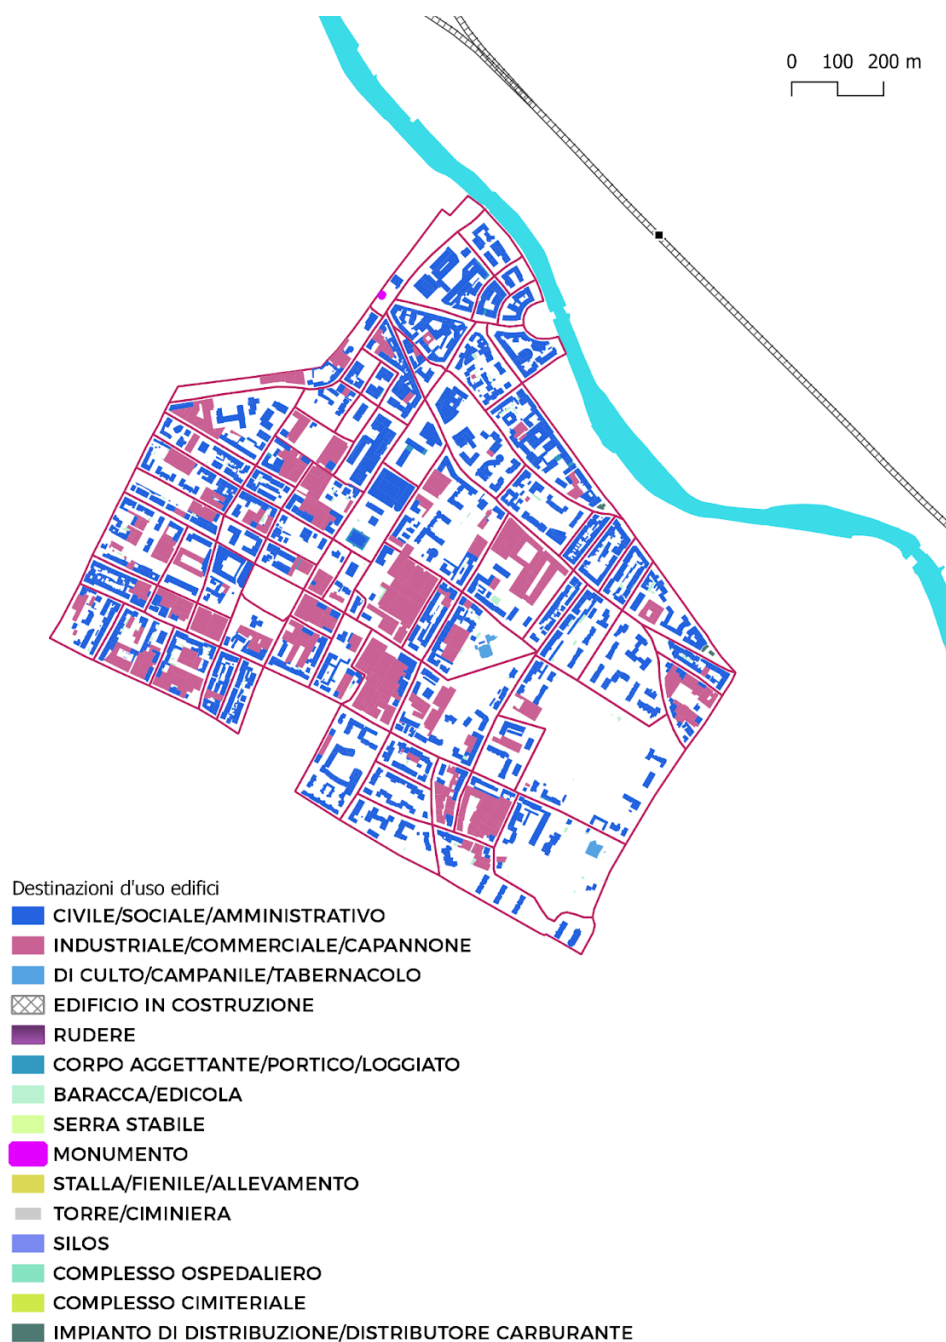 0 100 200 m
Destinazioni d'uso edifici
CIVILE/SOCIALE/AMMINISTRATIVO
INDUSTRIALE/COMMERCIALE/CAPANNONE
DI CULTO/CAMPANILE/TABERNACOLO
EDIFICIO IN COSTRUZIONE
RUDERE
CORPO AGGETTANTE/PORTICO/LOGGIATO
BARACCA/EDICOLA
SERRA STABILE
MONUMENTO
STALLA/FIENILE/ALLEVAMENTO
TORRE/CIMINIERA
SILOS
COMPLESSO OSPEDALIERO
COMPLESSO CIMITERIALE
IMPIANTO DI DISTRIBUZIONE/DISTRIBUTORE CARBURANTE